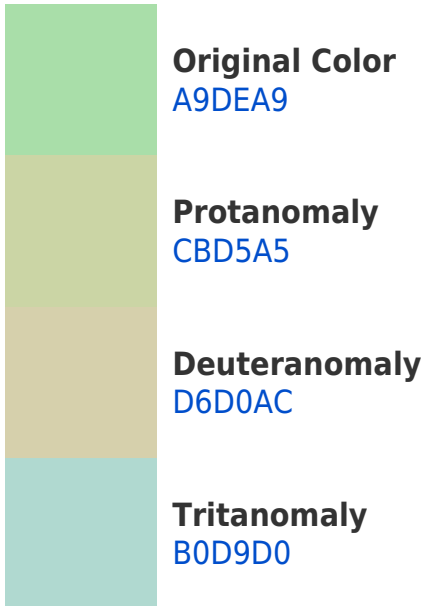 Original Color
A9DEA9
Protanomaly
CBD5A5
Deuteranomaly
D6D0AC
Tritanomaly
B0D9D0